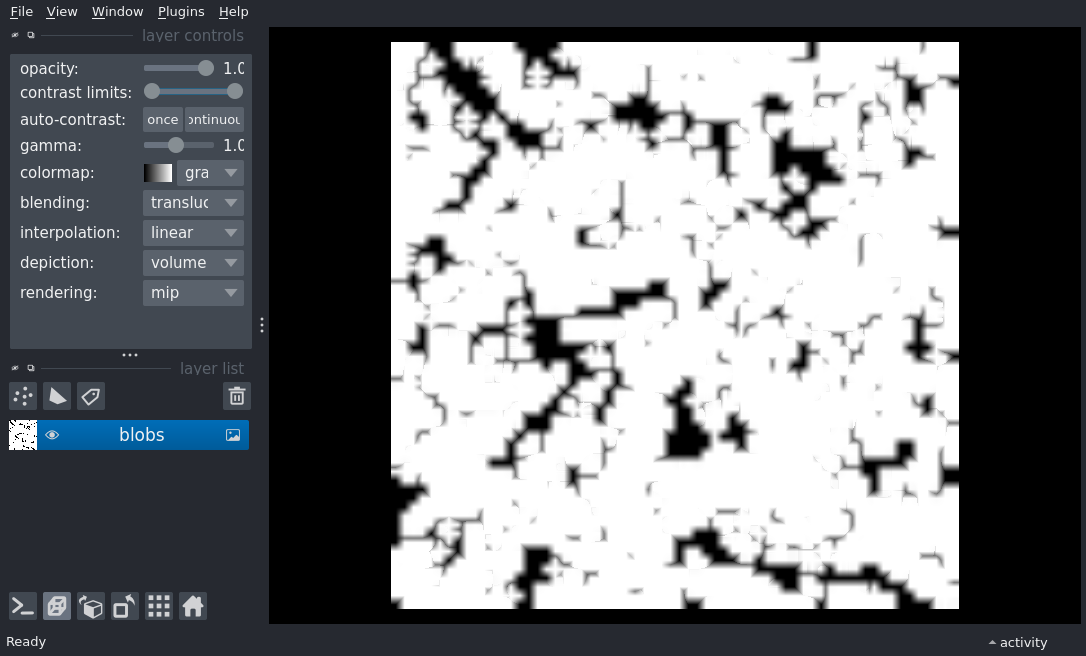 File View Window Plugins Help
layer controls
opacity: 1.0
contrast limits:
auto-contrast: once ontinuou
gamma: 1.0
colormap: gra
blending: transluc
interpolation: linear
depiction: volume
rendering: mip
layer list
blobs
Ready
activity